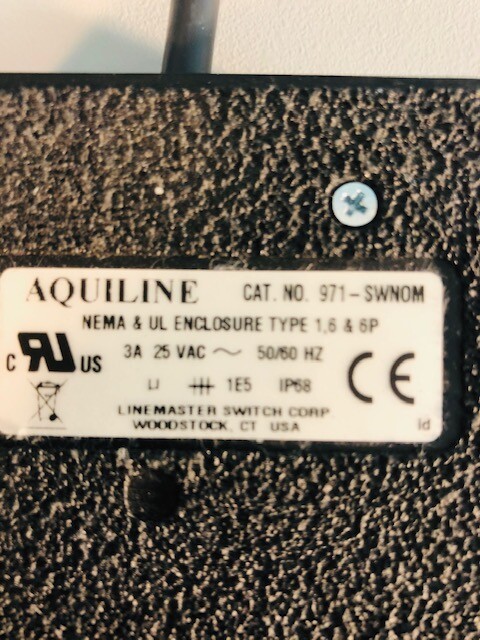 AQUILINE CAT. NO. 971-SWNOM
NEMA & UL ENCLOSURE TYPE 1,6 & 6P
C RU US 3A 25 VAC ~ 50/60 HZ
1E5 IP68 CE
LINEMASTER SWITCH CORP.
WOODSTOCK, CT USA